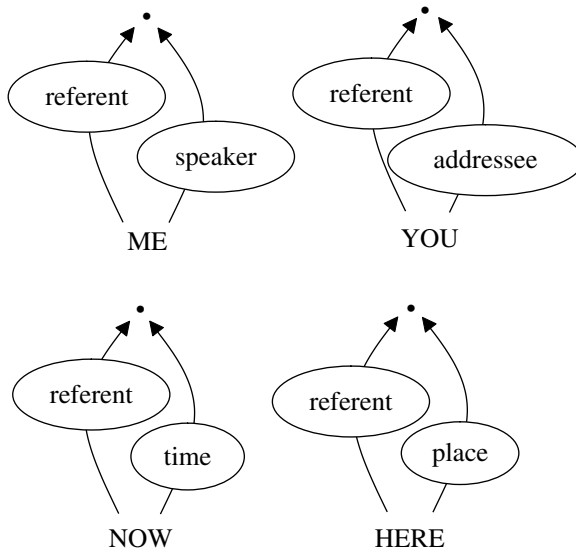 referent
speaker
ME
referent
addressee
YOU
referent
time
NOW
referent
place
HERE